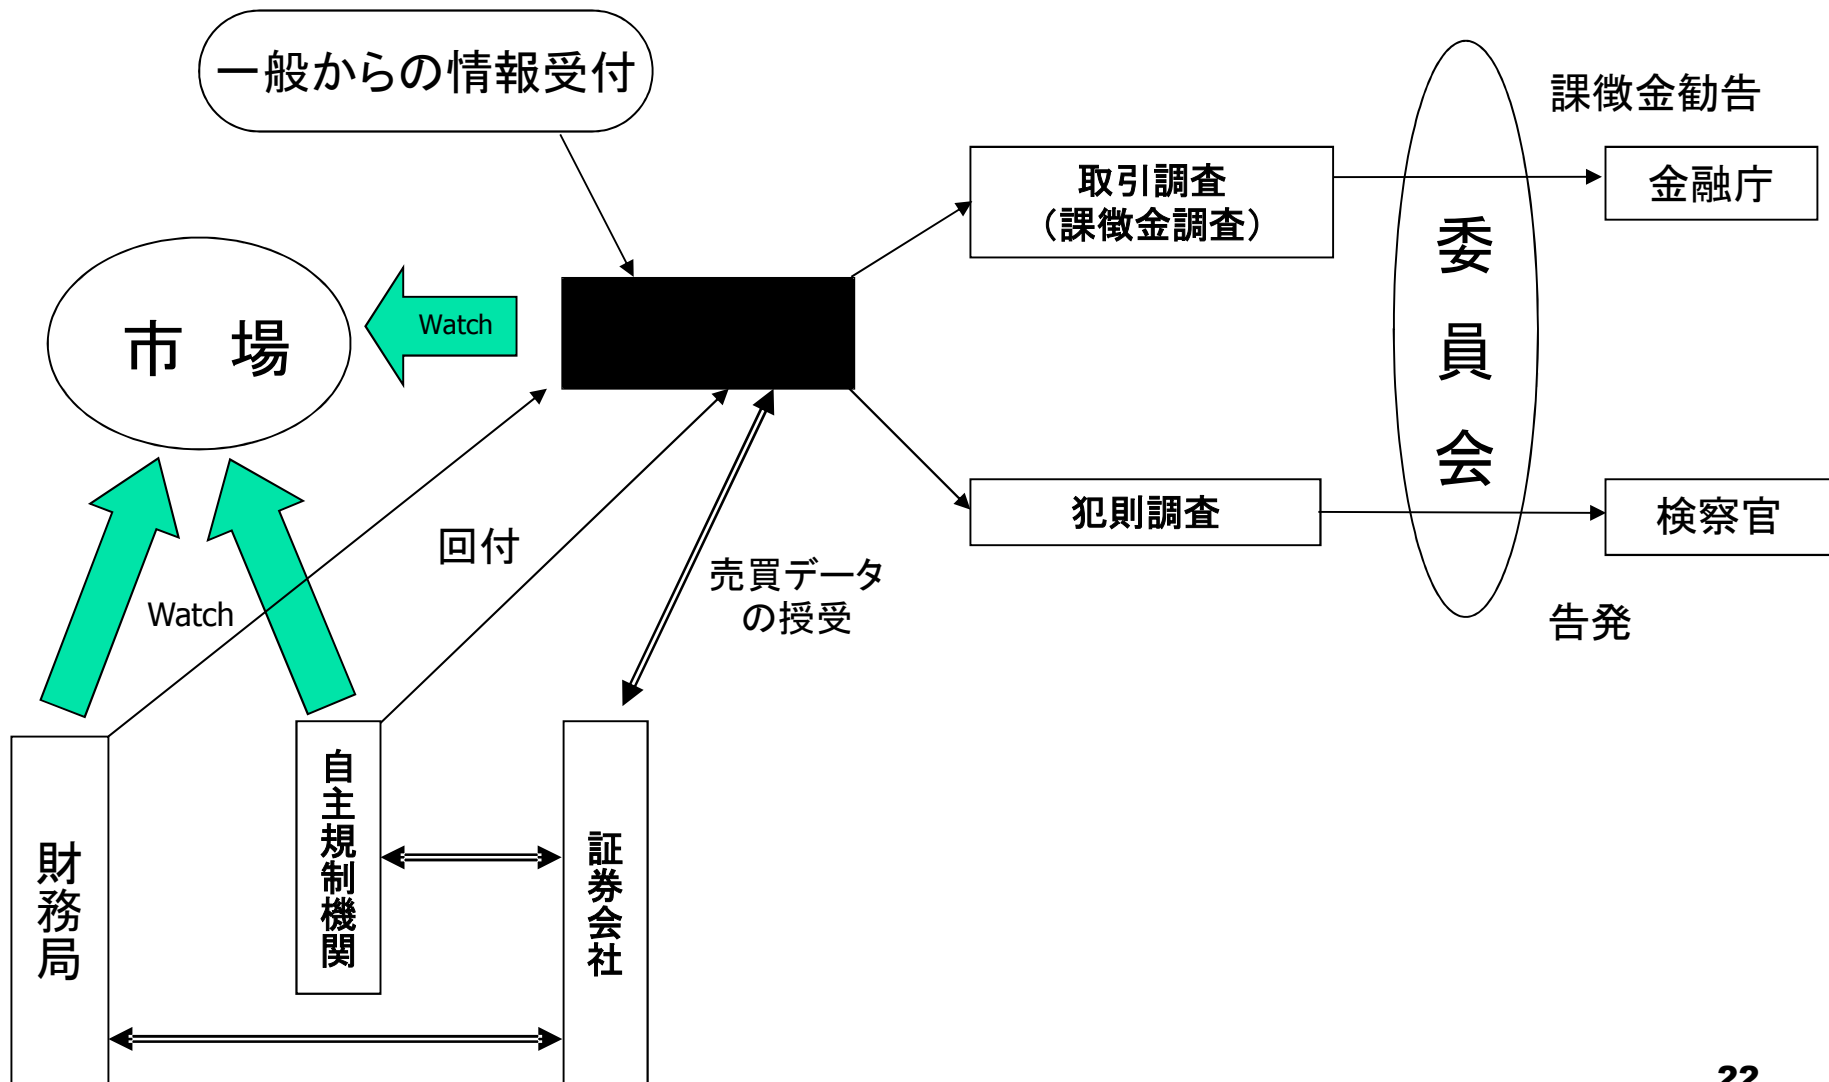 一般からの情報受付
課徴金勧告
取引調査
（課徴金調査）
金融庁
委員会
市 場
Watch
犯則調査
検察官
回付
売買データ
の授受
Watch
告発
自主規制機関
財務局
証券会社
22